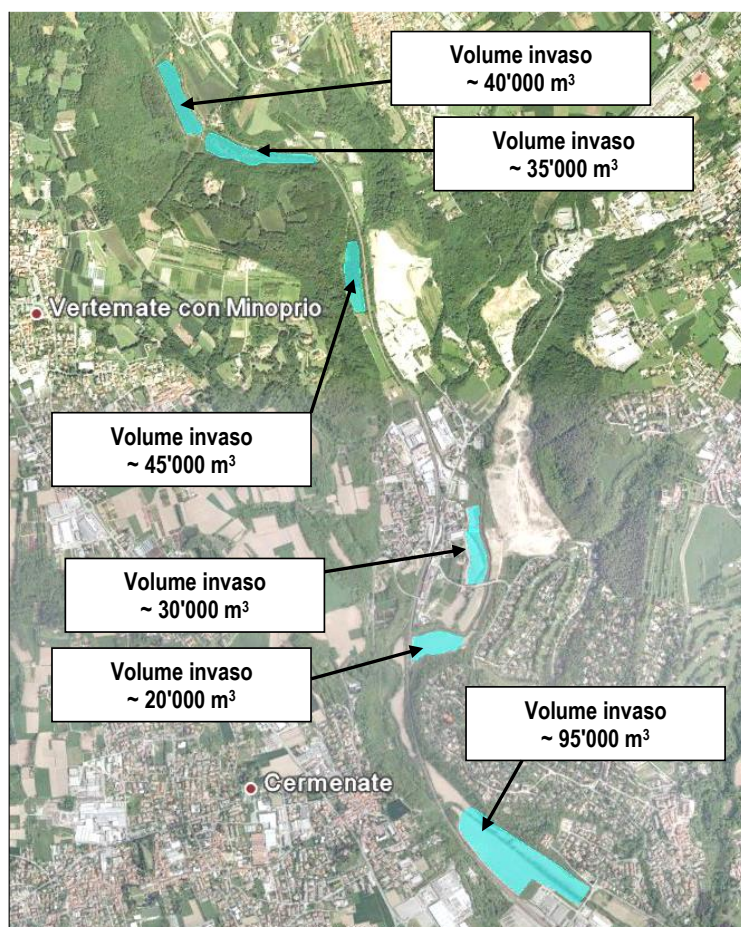 Volume invaso
~ 40'000 m³
Volume invaso
~ 35'000 m³
Vertemate con Minoprio
Volume invaso
~ 45'000 m³
Volume invaso
~ 30'000 m³
Volume invaso
~ 20'000 m³
Volume invaso
~ 95'000 m³
Cermenate